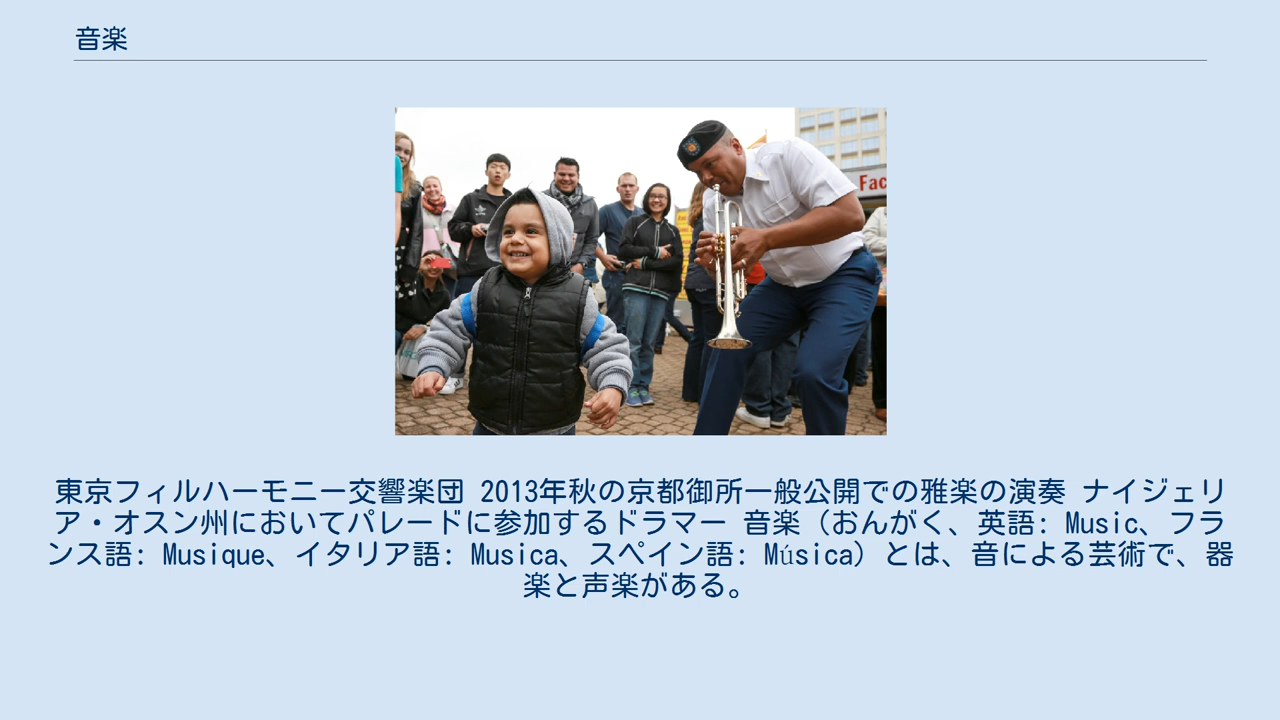 音楽
Fac
東京フィルハーモニー交響楽団 2013年秋の京都御所一般公開での雅楽の演奏 ナイジェリ
ア・オスン州においてパレードに参加するドラマー 音楽（おんがく、英語: Music、フラ
ンス語: Musique、イタリア語: Musica、スペイン語: Música）とは、音による芸術で、器
楽と声楽がある。